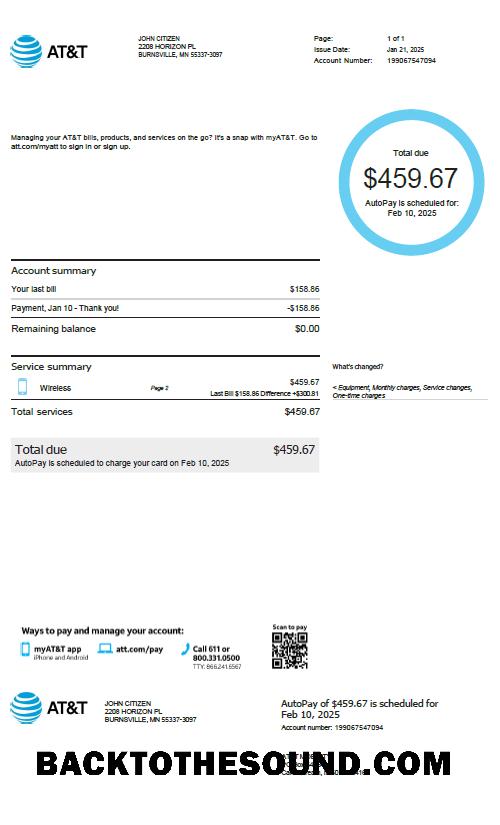 AT&T
JOHN CITIZEN
2208 HORIZON PL
BURNSVILLE, MN 55337-3097
Page: 1 of 1
Issue Date: Jan 21, 2025
Account Number: 199067547094
Managing your AT&T bills, products, and services on the go? It's a snap with myAT&T. Go to
att.com/myatt to sign in or sign up.
Total due
$459.67
AutoPay is scheduled for:
Feb 10, 2025
Account summary
Your last bill $158.86
Payment, Jan 10 - Thank you! -$158.86
Remaining balance $0.00
Service summary
Wireless Page 2 $459.67
Last Bill $158.86 Difference +$300.81
Total services $459.67
What's changed?
< Equipment, Monthly charges, Service changes,
One-time charges
Total due $459.67
AutoPay is scheduled to charge your card on Feb 10, 2025
Ways to pay and manage your account:
myAT&T app
iPhone and Android
att.com/pay
Call 611 or
800.331.0500
TTY: 866.241.6567
Scan to pay
AT&T
JOHN CITIZEN
2208 HORIZON PL
BURNSVILLE, MN 55337-3097
AutoPay of $459.67 is scheduled for
Feb 10, 2025
Account number: 199067547094
BACKTOTHESOUND.COM